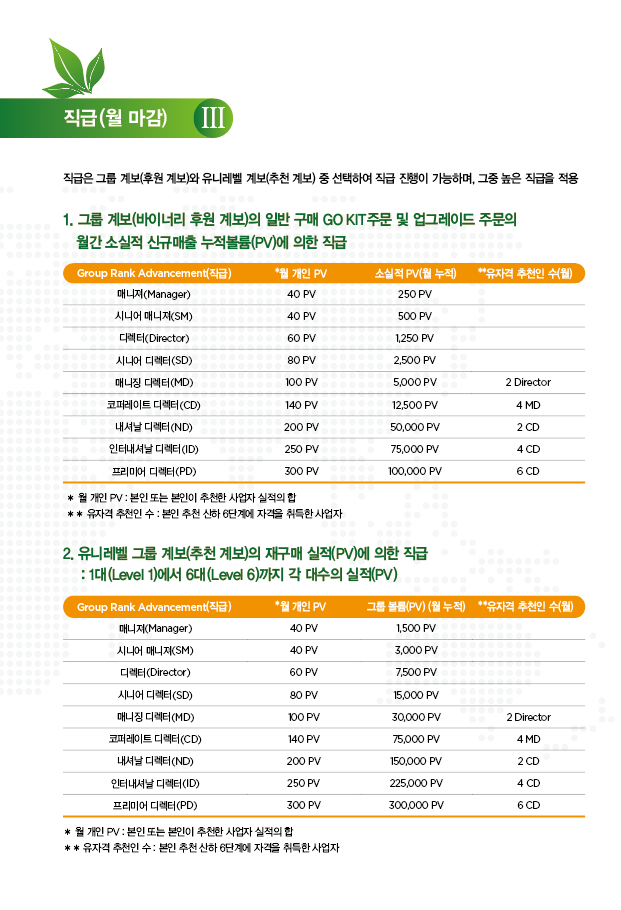 직급(월 마감) III
직급은 그룹 계보(후원 계보)와 유니레벨 계보(추천 계보) 중 선택하여 직급 진행이 가능하며, 그중 높은 직급을 적용
1. 그룹 계보(바이너리 후원 계보)의 일반 구매 GO KIT주문 및 업그레이드 주문의
월간 소실적 신규매출 누적볼륨(PV)에 의한 직급
Group Rank Advancement(직급) *월 개인 PV 소실적 PV(월 누적) **유자격 추천인 수(월)
매니저(Manager) 40 PV 250 PV
시니어 매니저(SM) 40 PV 500 PV
디렉터(Director) 60 PV 1,250 PV
시니어 디렉터(SD) 80 PV 2,500 PV
매니징 디렉터(MD) 100 PV 5,000 PV 2 Director
코퍼레이트 디렉터(CD) 140 PV 12,500 PV 4 MD
내셔날 디렉터(ND) 200 PV 50,000 PV 2 CD
인터내셔날 디렉터(ID) 250 PV 75,000 PV 4 CD
프리미어 디렉터(PD) 300 PV 100,000 PV 6 CD
* 월 개인 PV : 본인 또는 본인이 추천한 사업자 실적의 합
** 유자격 추천인 수 : 본인 추천 산하 6단계에 자격을 취득한 사업자
2. 유니레벨 그룹 계보(추천 계보)의 재구매 실적(PV)에 의한 직급
: 1대(Level 1)에서 6대(Level 6)까지 각 대수의 실적(PV)
Group Rank Advancement(직급) *월 개인 PV 그룹 볼륨(PV) (월 누적) **유자격 추천인 수(월)
매니저(Manager) 40 PV 1,500 PV
시니어 매니저(SM) 40 PV 3,000 PV
디렉터(Director) 60 PV 7,500 PV
시니어 디렉터(SD) 80 PV 15,000 PV
매니징 디렉터(MD) 100 PV 30,000 PV 2 Director
코퍼레이트 디렉터(CD) 140 PV 75,000 PV 4 MD
내셔날 디렉터(ND) 200 PV 150,000 PV 2 CD
인터내셔날 디렉터(ID) 250 PV 225,000 PV 4 CD
프리미어 디렉터(PD) 300 PV 300,000 PV 6 CD
* 월 개인 PV : 본인 또는 본인이 추천한 사업자 실적의 합
** 유자격 추천인 수 : 본인 추천 산하 6단계에 자격을 취득한 사업자